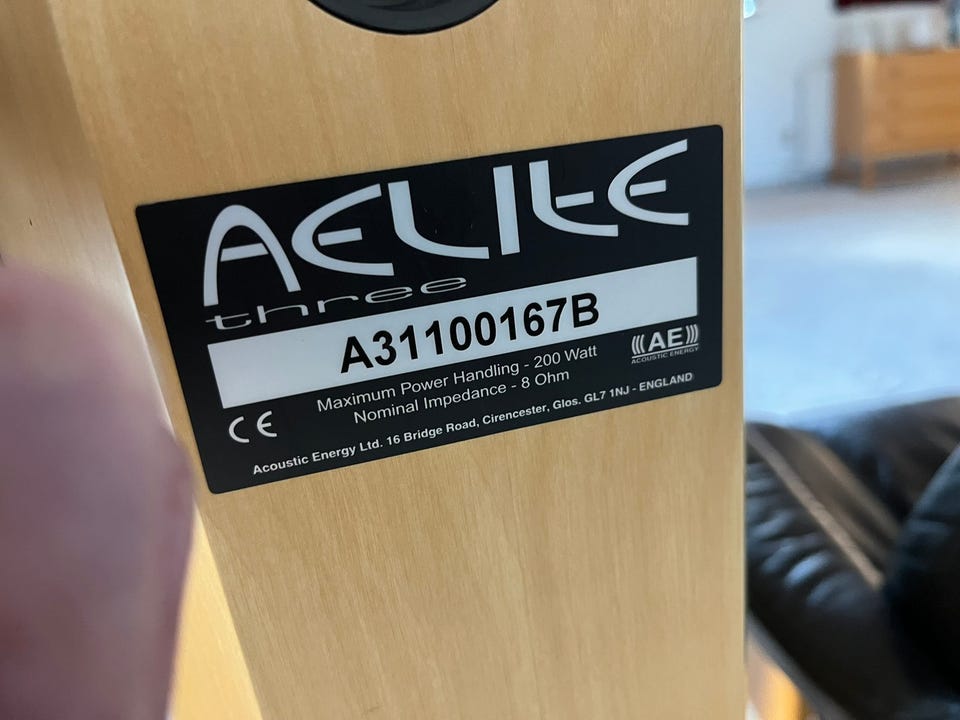 AELITE
three
A31100167B
Maximum Power Handling - 200 Watt
Nominal Impedance - 8 Ohm
(((AE)))
ACOUSTIC ENERGY
CE
Acoustic Energy Ltd. 16 Bridge Road, Cirencester, Glos. GL7 1NJ - ENGLAND